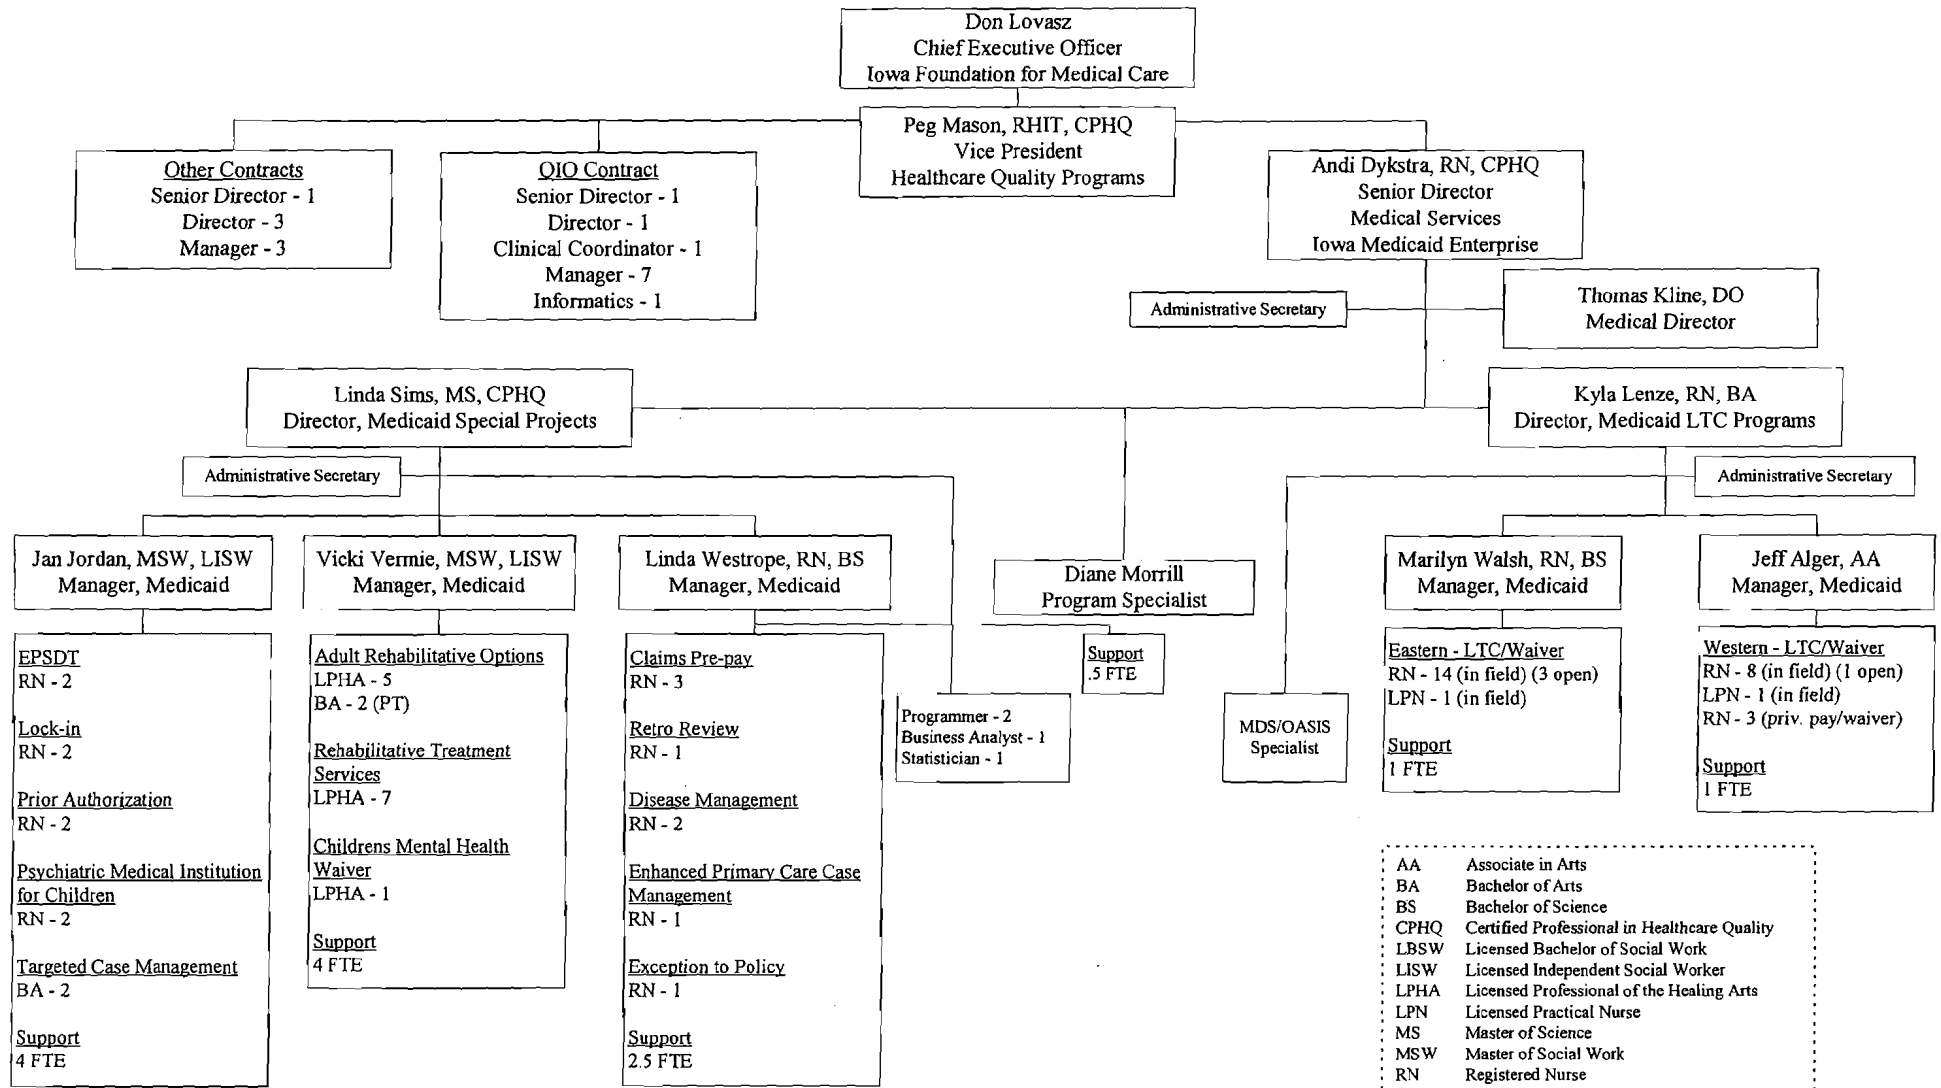 Don Lovasz
Chief Executive Officer
Iowa Foundation for Medical Care
Peg Mason, RHIT, CPHQ
Vice President
Healthcare Quality Programs
Other Contracts
Senior Director - 1
Director - 3
Manager - 3
QIO Contract
Senior Director - 1
Director - 1
Clinical Coordinator - 1
Manager - 7
Informatics - 1
Andi Dykstra, RN, CPHQ
Senior Director
Medical Services
Iowa Medicaid Enterprise
Administrative Secretary
Thomas Kline, DO
Medical Director
Linda Sims, MS, CPHQ
Director, Medicaid Special Projects
Kyla Lenze, RN, BA
Director, Medicaid LTC Programs
Administrative Secretary
Administrative Secretary
Jan Jordan, MSW, LISW
Manager, Medicaid
Vicki Vermie, MSW, LISW
Manager, Medicaid
Linda Westrope, RN, BS
Manager, Medicaid
Diane Morrill
Program Specialist
Marilyn Walsh, RN, BS
Manager, Medicaid
Jeff Alger, AA
Manager, Medicaid
EPSDT
RN - 2
Lock-in
RN - 2
Prior Authorization
RN - 2
Psychiatric Medical Institution
for Children
RN - 2
Targeted Case Management
BA - 2
Support
4 FTE
Adult Rehabilitative Options
LPHA - 5
BA - 2 (PT)
Rehabilitative Treatment
Services
LPHA - 7
Childrens Mental Health
Waiver
LPHA - 1
Support
4 FTE
Claims Pre-pay
RN - 3
Retro Review
RN - 1
Disease Management
RN - 2
Enhanced Primary Care Case
Management
RN - 1
Exception to Policy
RN - 1
Support
2.5 FTE
Programmer - 2
Business Analyst - 1
Statistician - 1
Support
.5 FTE
MDS/OASIS
Specialist
Eastern - LTC/Waiver
RN - 14 (in field) (3 open)
LPN - 1 (in field)
Support
1 FTE
Western - LTC/Waiver
RN - 8 (in field) (1 open)
LPN - 1 (in field)
RN - 3 (priv. pay/waiver)
Support
1 FTE
AA Associate in Arts
BA Bachelor of Arts
BS Bachelor of Science
CPHQ Certified Professional in Healthcare Quality
LBSW Licensed Bachelor of Social Work
LISW Licensed Independent Social Worker
LPHA Licensed Professional of the Healing Arts
LPN Licensed Practical Nurse
MS Master of Science
MSW Master of Social Work
RN Registered Nurse